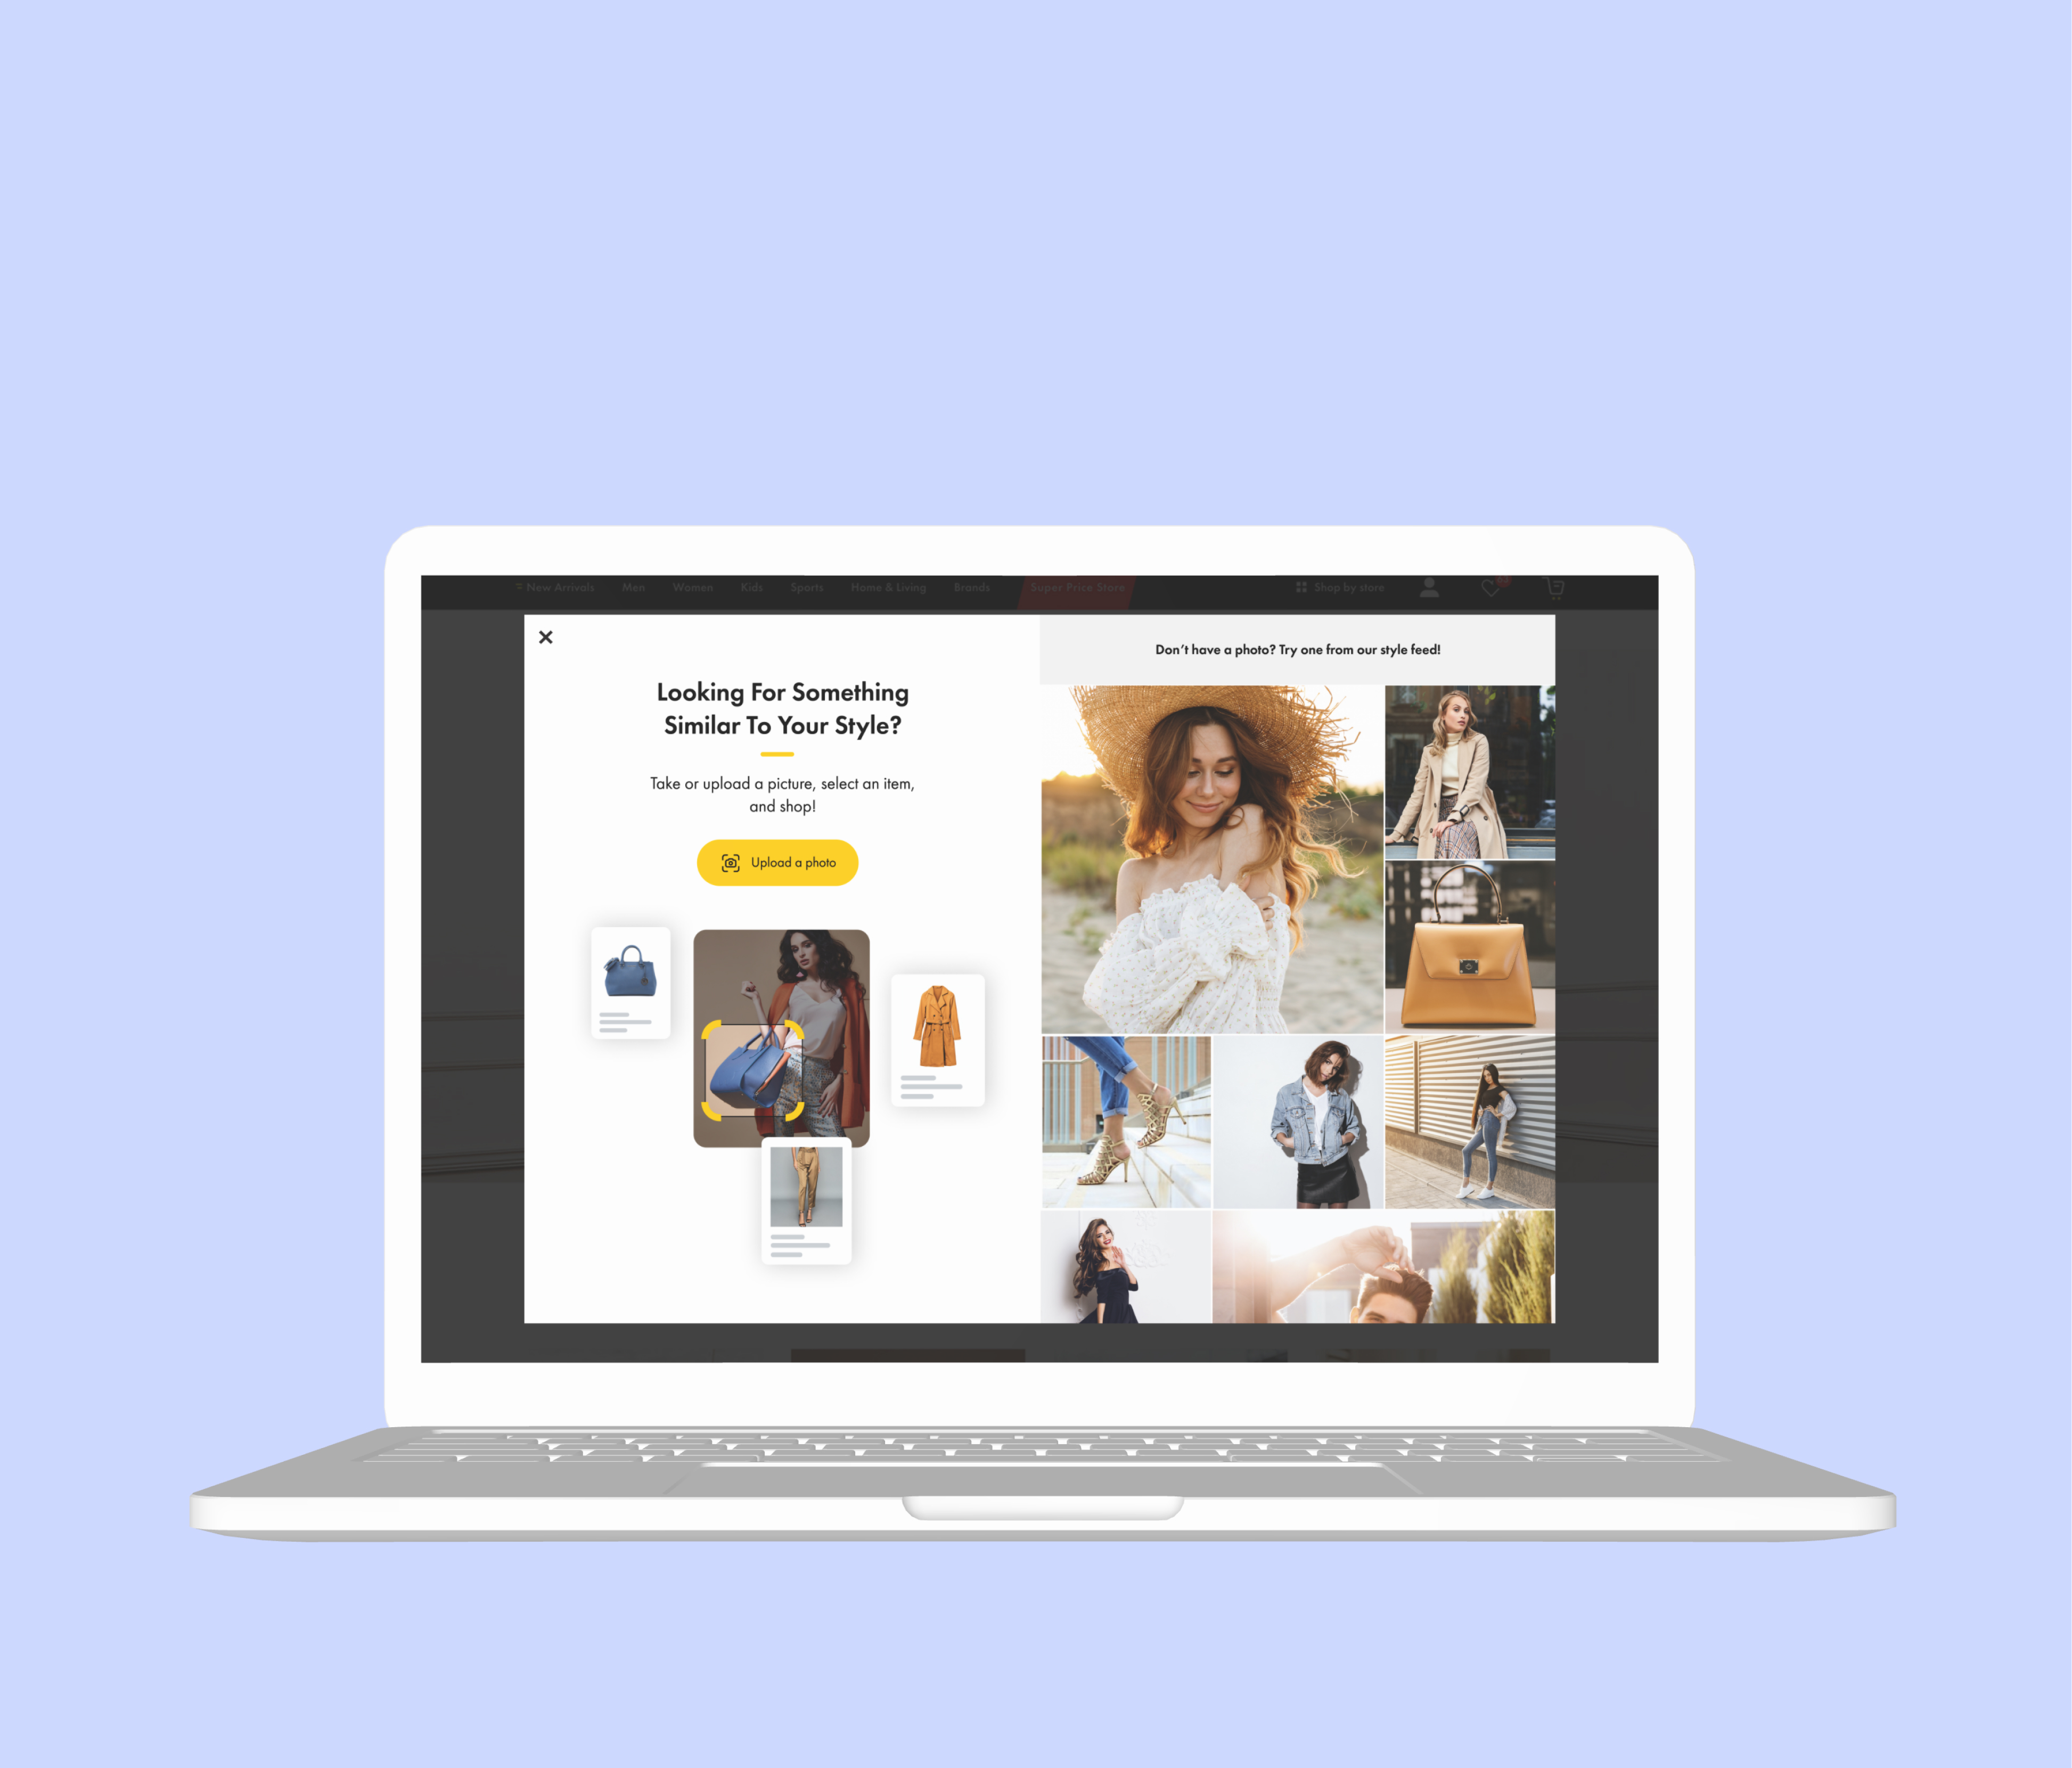 New Arrivals Men Women Kids Sports Home & Living Brands Super Price Store Shop by store
Don't have a photo? Try one from our style feed!
Looking For Something
Similar To Your Style?
Take or upload a picture, select an item,
and shop!
Upload a photo